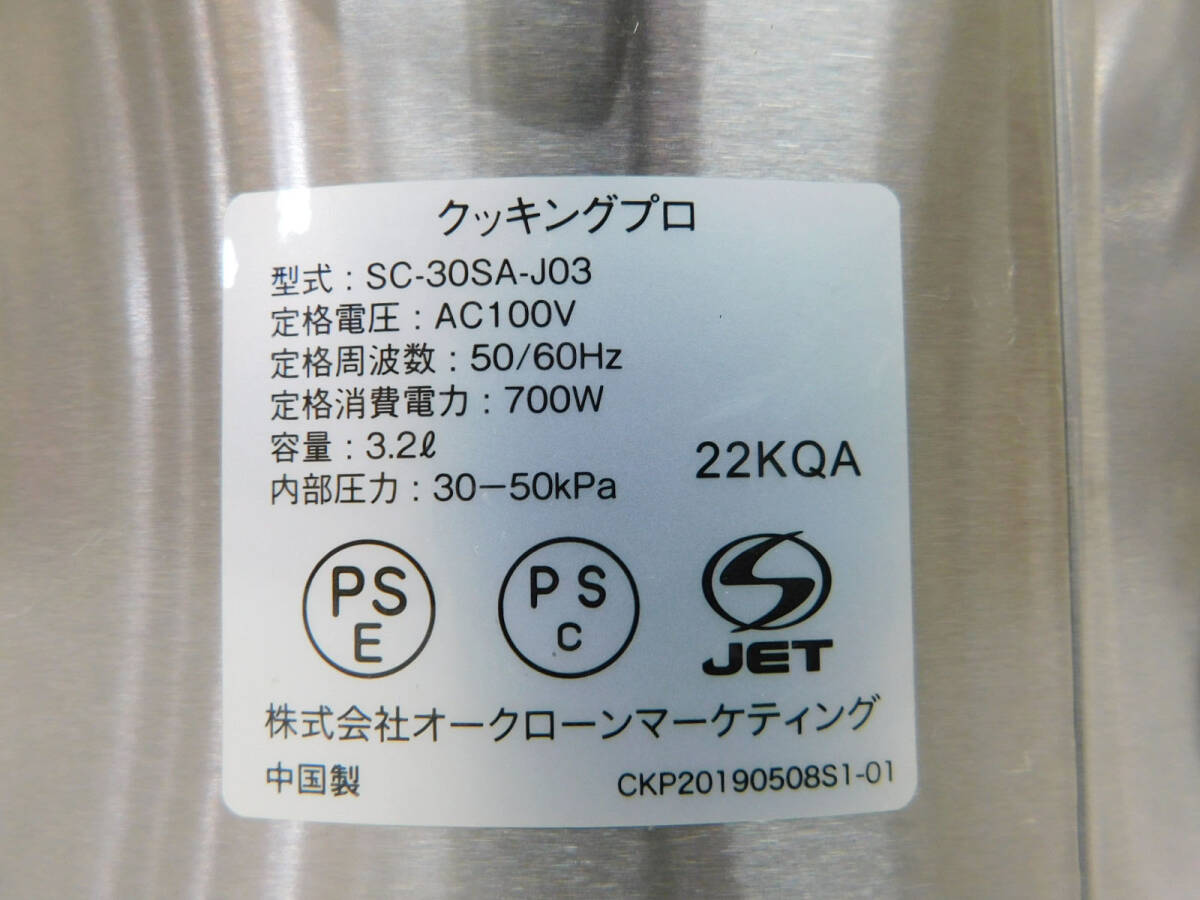 クッキングプロ
型式：SC-30SA-J03
定格電圧：AC100V
定格周波数：50/60Hz
定格消費電力：700W
容量：3.2ℓ
内部圧力：30－50kPa
22KQA
PS
E
PS
C
S
JET
株式会社オークローンマーケティング
中国製
CKP20190508S1-01